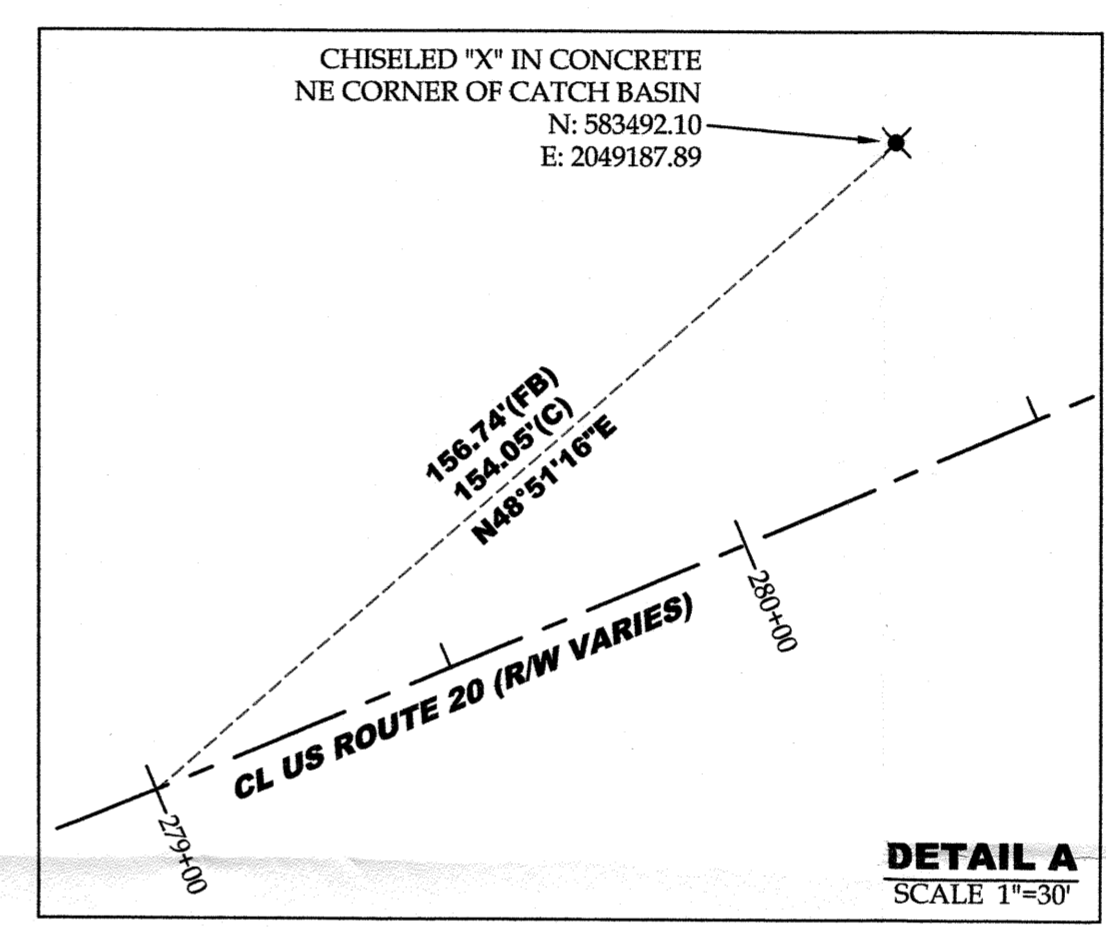 CHISELED "X" IN CONCRETE
NE CORNER OF CATCH BASIN
N: 583492.10
E: 2049187.89
156.74'(FB)
154.05'(C)
N48°51'16"E
280+00
CL US ROUTE 20 (R/W VARIES)
279+00
DETAIL A
SCALE 1"=30'